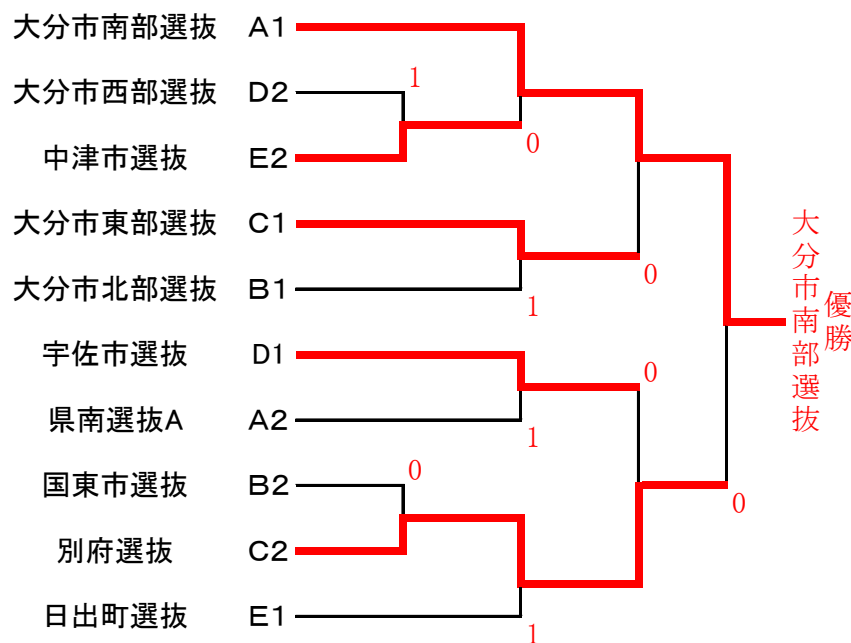 大分市南部選抜 A1
1
大分市西部選抜 D2
0
中津市選抜 E2
大分市東部選抜 C1
0
大分市北部選抜 B1
1
宇佐市選抜 D1
0
県南選抜A A2
1
国東市選抜 B2
0
0
別府選抜 C2
日出町選抜 E1
1
優勝
大分市南部選抜